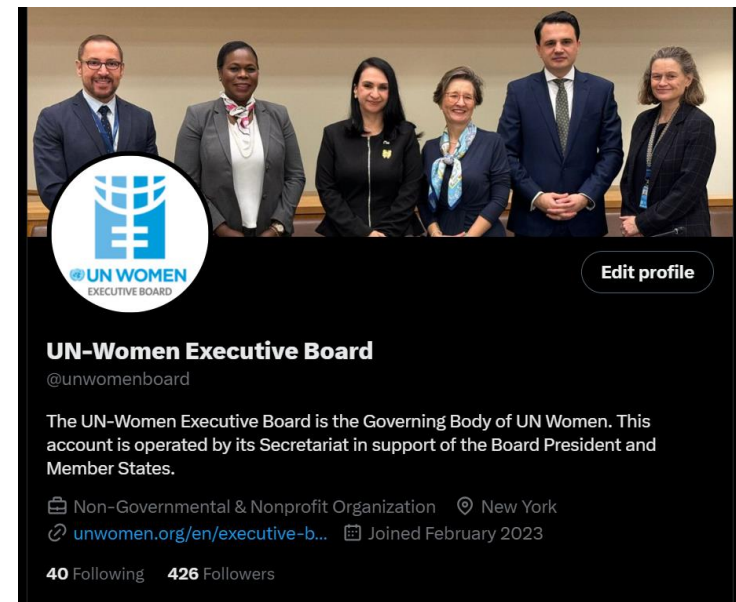 UN WOMEN
EXECUTIVE BOARD
Edit profile
UN-Women Executive Board
@unwomenboard
The UN-Women Executive Board is the Governing Body of UN Women. This
account is operated by its Secretariat in support of the Board President and
Member States.
Non-Governmental & Nonprofit Organization New York
unwomen.org/en/executive-b... Joined February 2023
40 Following 426 Followers